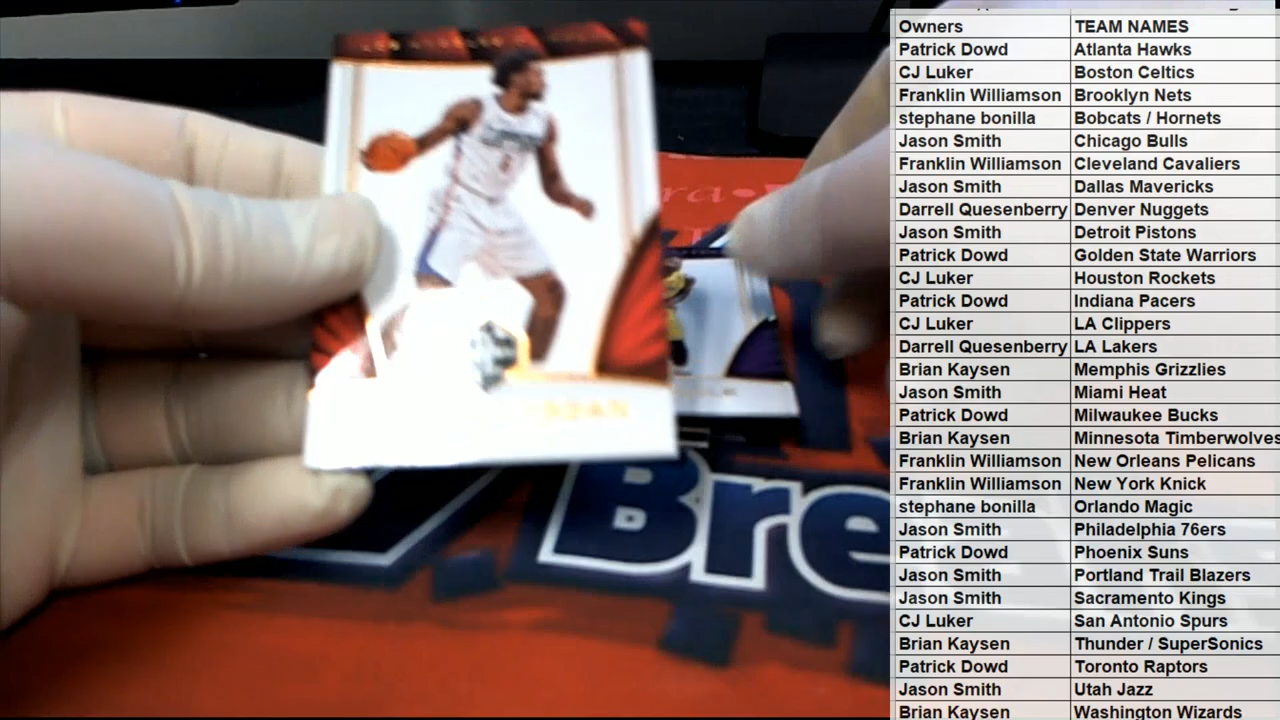 Owners TEAM NAMES
Patrick Dowd Atlanta Hawks
CJ Luker Boston Celtics
Franklin Williamson Brooklyn Nets
stephane bonilla Bobcats / Hornets
Jason Smith Chicago Bulls
Franklin Williamson Cleveland Cavaliers
Jason Smith Dallas Mavericks
Darrell Quesenberry Denver Nuggets
Jason Smith Detroit Pistons
Patrick Dowd Golden State Warriors
CJ Luker Houston Rockets
Patrick Dowd Indiana Pacers
CJ Luker LA Clippers
Darrell Quesenberry LA Lakers
Brian Kaysen Memphis Grizzlies
Jason Smith Miami Heat
Patrick Dowd Milwaukee Bucks
Brian Kaysen Minnesota Timberwolves
Franklin Williamson New Orleans Pelicans
Franklin Williamson New York Knick
stephane bonilla Orlando Magic
Jason Smith Philadelphia 76ers
Patrick Dowd Phoenix Suns
Jason Smith Portland Trail Blazers
Jason Smith Sacramento Kings
CJ Luker San Antonio Spurs
Brian Kaysen Thunder / SuperSonics
Patrick Dowd Toronto Raptors
Jason Smith Utah Jazz
Brian Kaysen Washington Wizards
Bre